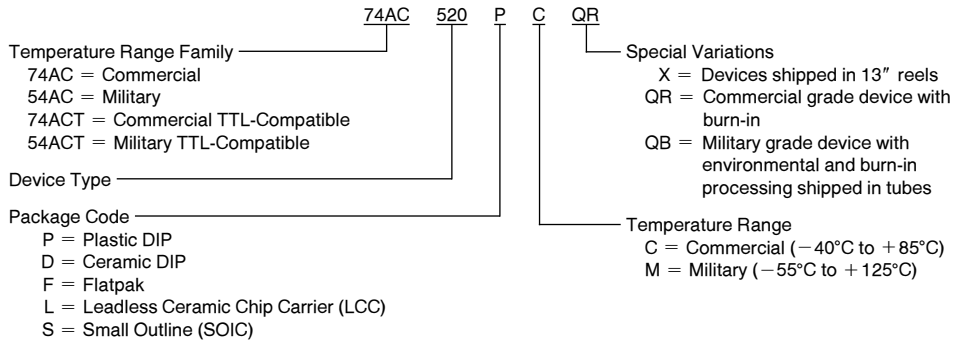 74AC 520 P C QR
Temperature Range Family
74AC = Commercial
54AC = Military
74ACT = Commercial TTL-Compatible
54ACT = Military TTL-Compatible
Device Type
Package Code
P = Plastic DIP
D = Ceramic DIP
F = Flatpak
L = Leadless Ceramic Chip Carrier (LCC)
S = Small Outline (SOIC)
Special Variations
X = Devices shipped in 13″ reels
QR = Commercial grade device with
burn-in
QB = Military grade device with
environmental and burn-in
processing shipped in tubes
Temperature Range
C = Commercial (−40°C to +85°C)
M = Military (−55°C to +125°C)